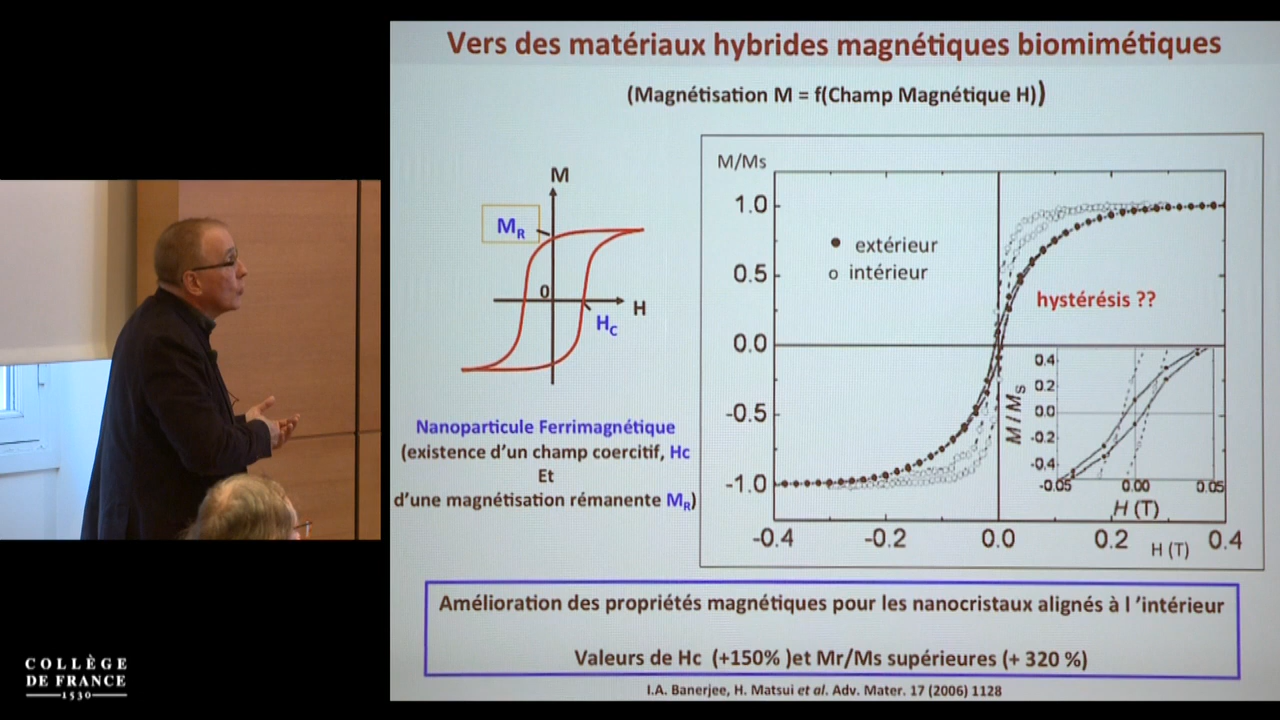 Vers des matériaux hybrides magnétiques biomimétiques
(Magnétisation M = f(Champ Magnétique H))
M
MR
0
H
HC
Nanoparticule Ferrimagnétique
(existence d'un champ coercitif, Hc
Et
d'une magnétisation rémanente MR)
M/Ms
1.0
0.5
0.0
-0.5
-1.0
extérieur
intérieur
hystérésis ??
M/MS
0.4
0.2
0.0
-0.2
-0.4
-0.05
0.00
0.05
H (T)
-0.4
-0.2
0.0
0.2
0.4
H (T)
Amélioration des propriétés magnétiques pour les nanocristaux alignés à l 'intérieur
Valeurs de Hc (+150% )et Mr/Ms supérieures (+ 320 %)
I.A. Banerjee, H. Matsui et al. Adv. Mater. 17 (2006) 1128
COLLÈGE
DE FRANCE
1530